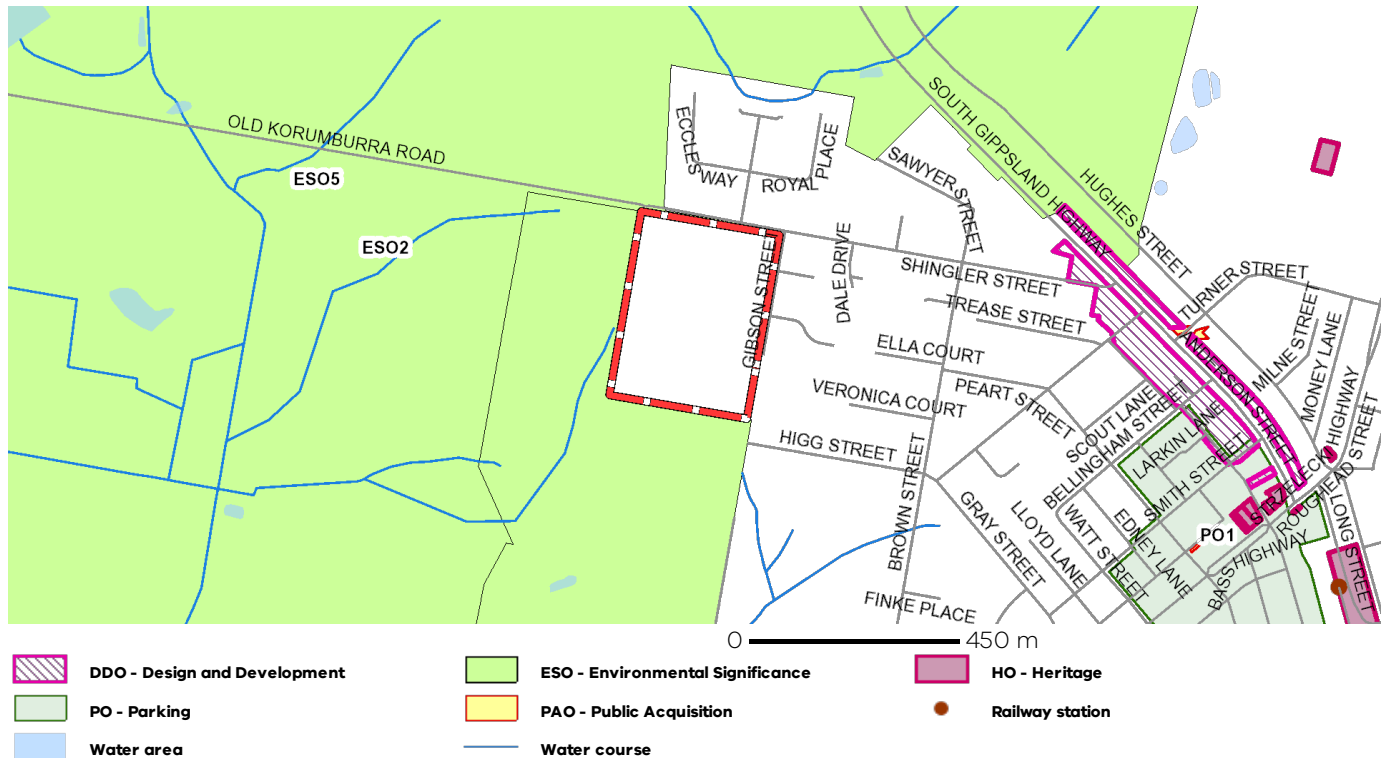 SOUTH GIPPSLAND HIGHWAY
HUGHES STREET
OLD KORUMBURRA ROAD
ECCLES WAY
ROYAL PLACE
SAWYER STREET
ESO5
ESO2
GIBSON STREET
DALE DRIVE
SHINGLER STREET
TREASE STREET
TURNER STREET
ANDERSON STREET
MILNE STREET
MONEY LANE
ELLA COURT
VERONICA COURT
PEART STREET
HIGG STREET
BROWN STREET
SCOUT LANE
BELLINGHAM STREET
LARKIN LANE
SMITH STREET
STRZELECKI HIGHWAY
ROUGHEAD STREET
GRAY STREET
LLOYD LANE
WATT STREET
EDNEY LANE
PO1
BASS HIGHWAY
LONG STREET
FINKE PLACE
0 450 m
DDO - Design and Development
ESO - Environmental Significance
HO - Heritage
PO - Parking
PAO - Public Acquisition
Railway station
Water area
Water course